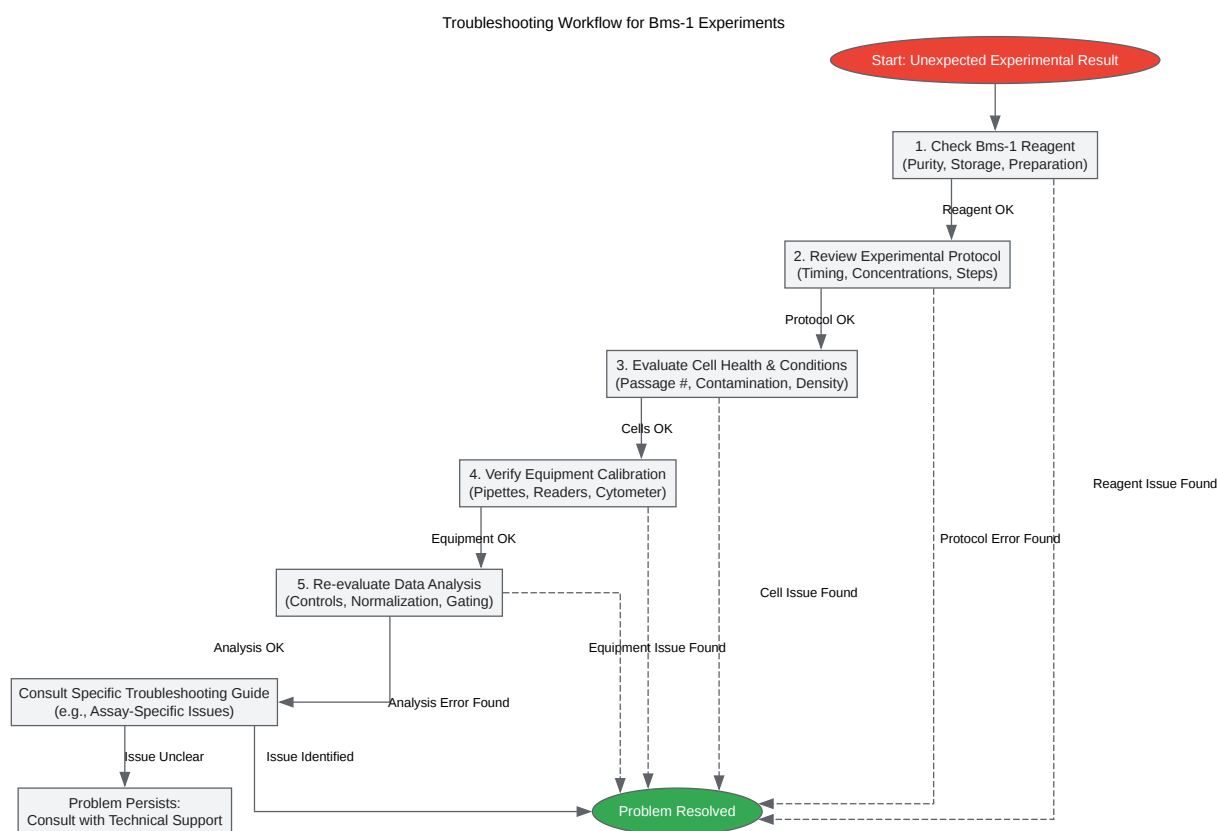 Troubleshooting Workflow for Bms-1 Experiments
Start: Unexpected Experimental Result
1. Check Bms-1 Reagent
(Purity, Storage, Preparation)
Reagent OK
2. Review Experimental Protocol
(Timing, Concentrations, Steps)
Protocol OK
3. Evaluate Cell Health & Conditions
(Passage #, Contamination, Density)
Cells OK
4. Verify Equipment Calibration
(Pipettes, Readers, Cytometer)
Reagent Issue Found
Equipment OK
Protocol Error Found
5. Re-evaluate Data Analysis
(Controls, Normalization, Gating)
Cell Issue Found
Analysis OK
Equipment Issue Found
Consult Specific Troubleshooting Guide
(e.g., Assay-Specific Issues)
Analysis Error Found
Issue Unclear
Issue Identified
Problem Persists:
Consult with Technical Support
Problem Resolved